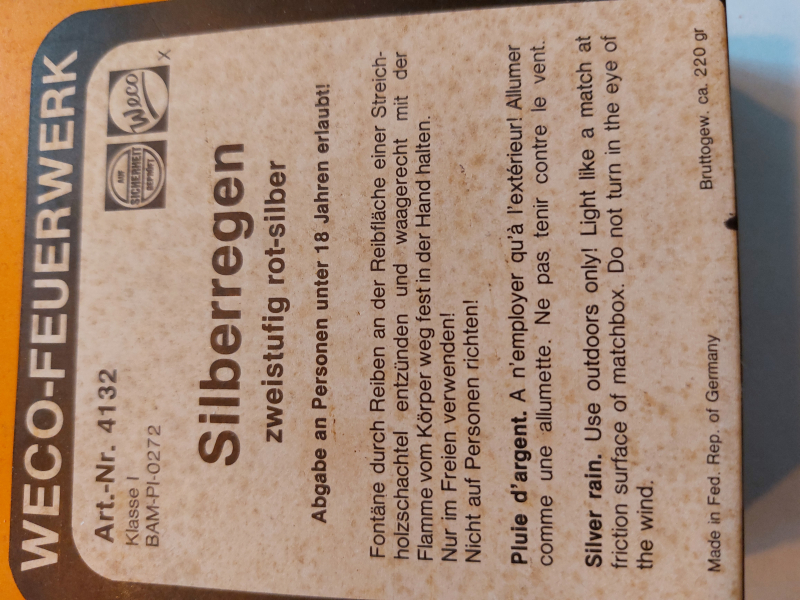 WECO-FEUERWERK
Art.-Nr. 4132
Klasse I
BAM-PI-0272
SICHERHEIT
Weco
X
Silberregen
zweistufig rot-silber
Abgabe an Personen unter 18 Jahren erlaubt!
Fontäne durch Reiben an der Reibfläche einer Streich-
holzschachtel entzünden und waagerecht mit der
Flamme vom Körper weg fest in der Hand halten.
Nur im Freien verwenden!
Nicht auf Personen richten!
Pluie d'argent. A n'employer qu'à l'extérieur! Allumer
comme une allumette. Ne pas tenir contre le vent.
Silver rain. Use outdoors only! Light like a match at
friction surface of matchbox. Do not turn in the eye of
the wind.
Made in Fed. Rep. of Germany
Bruttogew. ca. 220 gr